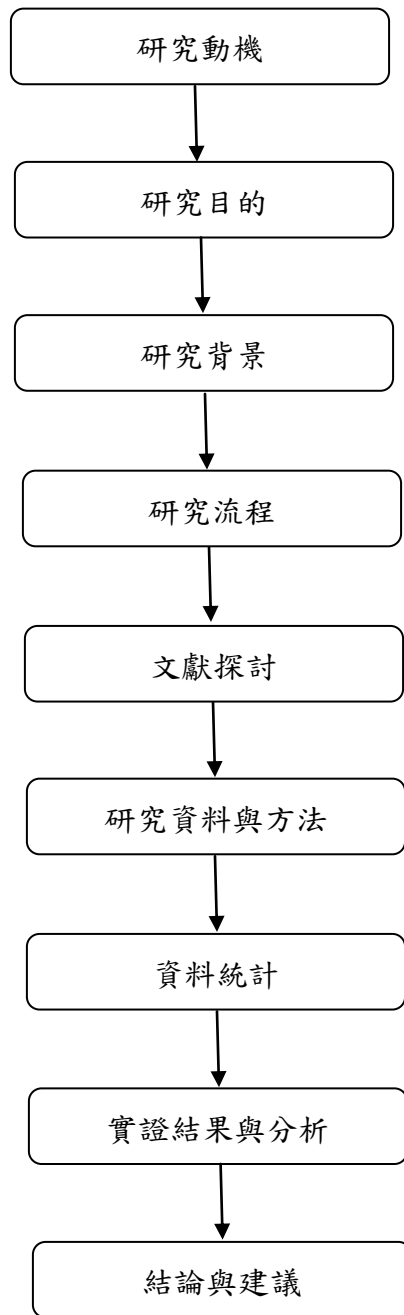 研究動機
研究目的
研究背景
研究流程
文獻探討
研究資料與方法
資料統計
實證結果與分析
結論與建議